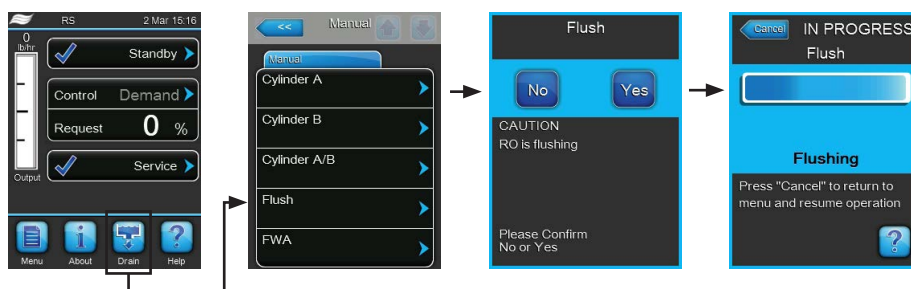 RS 2 Mar 15:16
0
lb/hr
Standby
Control Demand
Request 0 %
Service
Output
Menu About Drain Help
<< Manual
Manual
Cylinder A
Cylinder B
Cylinder A/B
Flush
FWA
Flush
No Yes
CAUTION
RO is flushing
Please Confirm
No or Yes
Cancel IN PROGRESS
Flush
Flushing
Press "Cancel" to return to
menu and resume operation
?